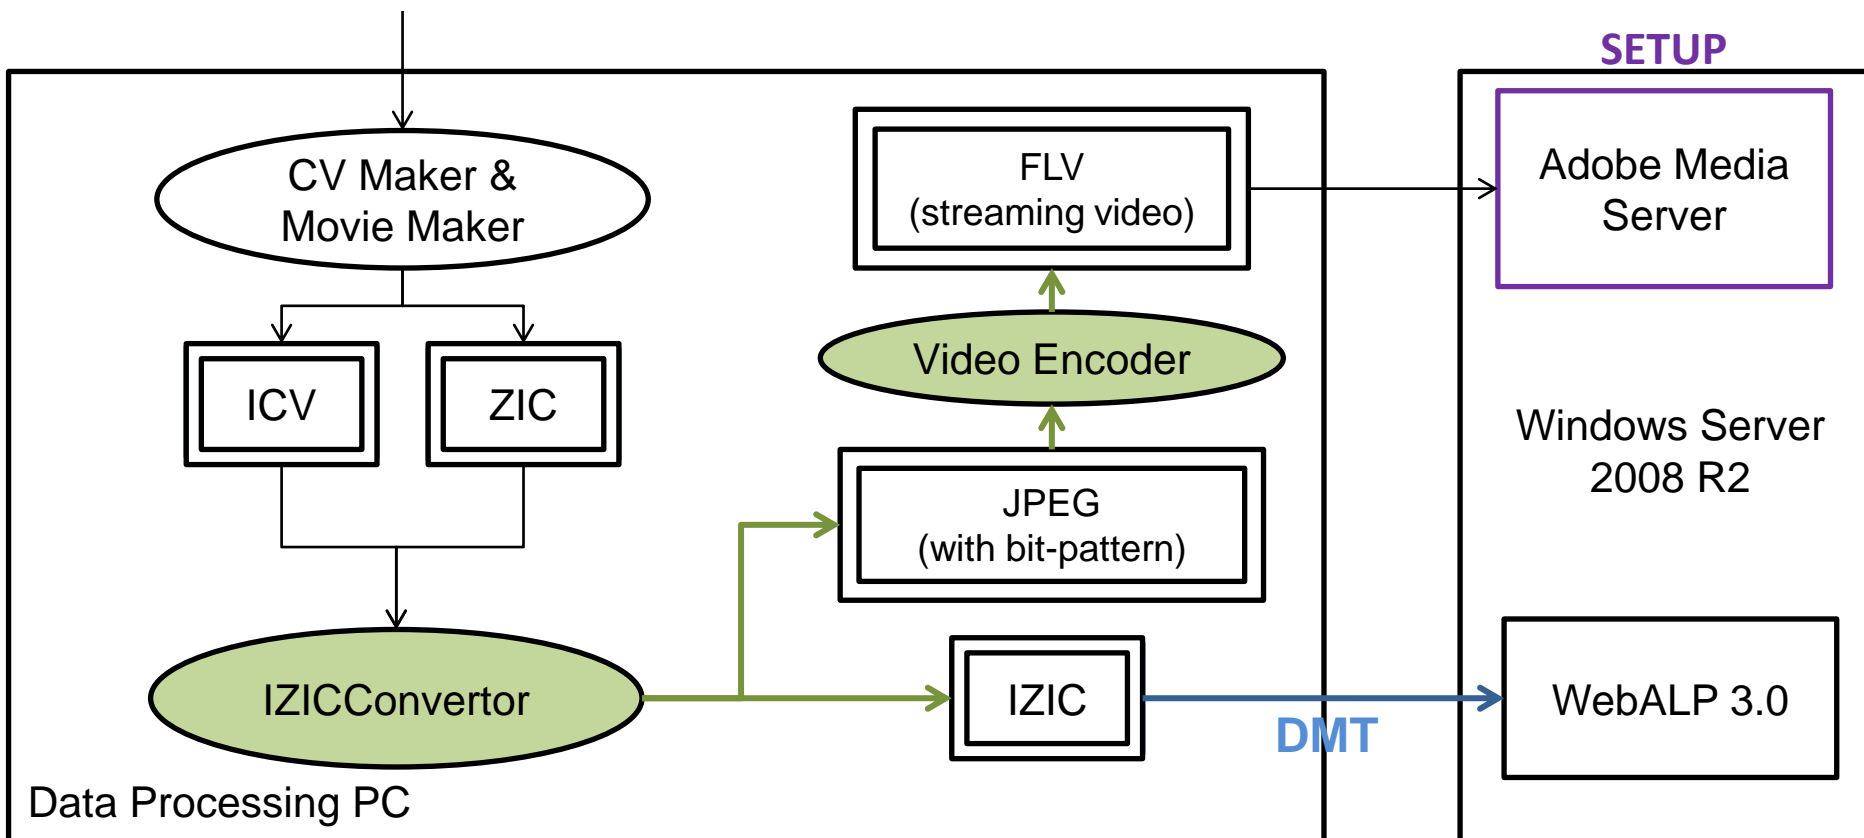 SETUP
CV Maker &
Movie Maker
FLV
(streaming video)
Adobe Media
Server
Video Encoder
ICV
ZIC
Windows Server
2008 R2
JPEG
(with bit-pattern)
IZICConvertor
IZIC
DMT
WebALP 3.0
Data Processing PC